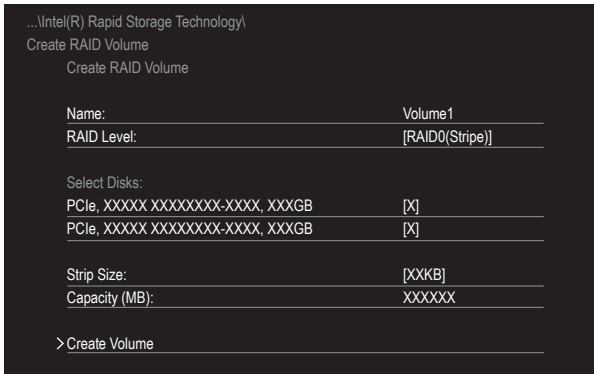 ...\Intel(R) Rapid Storage Technology\
Create RAID Volume
Create RAID Volume
Name: Volume1
RAID Level: [RAID0(Stripe)]
Select Disks:
PCIe, XXXXX XXXXXXXX-XXXX, XXXGB [X]
PCIe, XXXXX XXXXXXXX-XXXX, XXXGB [X]
Strip Size: [XXKB]
Capacity (MB): XXXXXX
>Create Volume